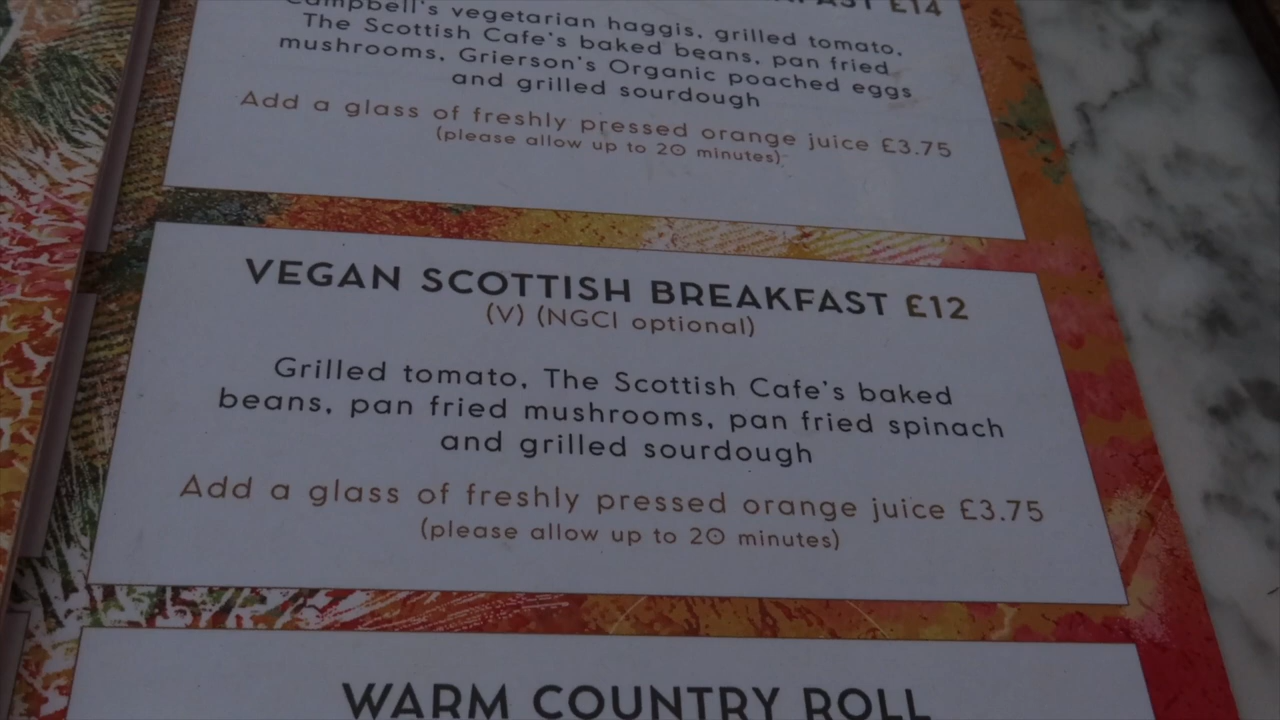 £14
Campbell's vegetarian haggis, grilled tomato,
The Scottish Cafe's baked beans, pan fried
mushrooms, Grierson's Organic poached eggs
and grilled sourdough
Add a glass of freshly pressed orange juice £3.75
(please allow up to 20 minutes)
VEGAN SCOTTISH BREAKFAST £12
(V) (NGCI optional)
Grilled tomato, The Scottish Cafe's baked
beans, pan fried mushrooms, pan fried spinach
and grilled sourdough
Add a glass of freshly pressed orange juice £3.75
(please allow up to 20 minutes)
WARM COUNTRY ROLL